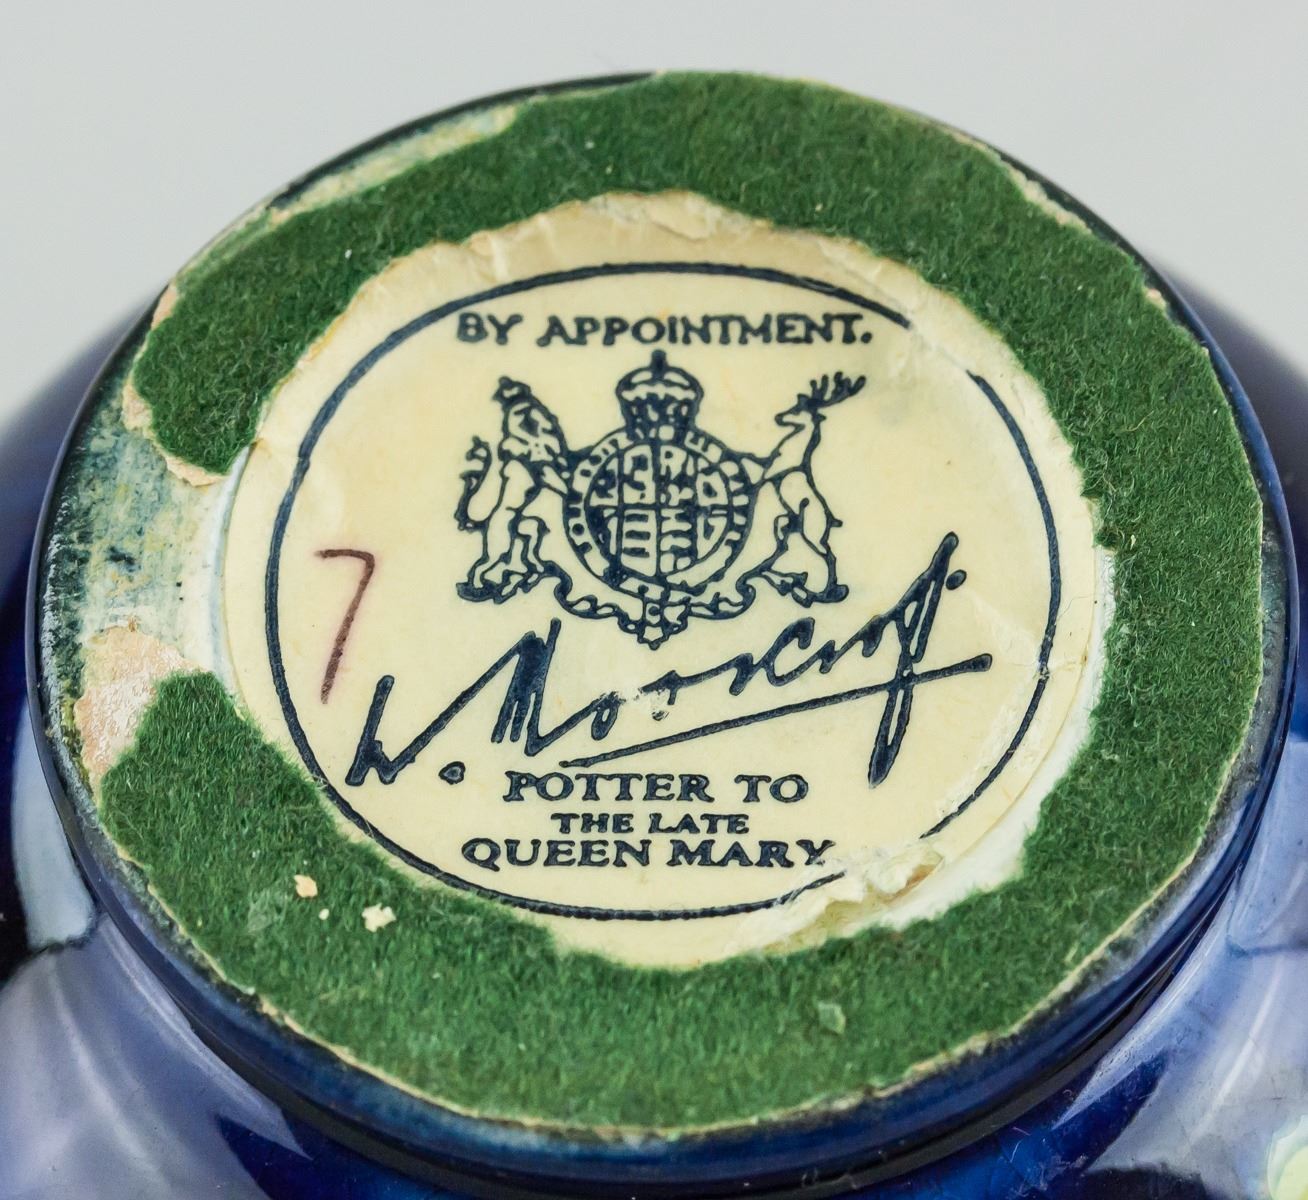 BY APPOINTMENT.
7
W. Moorcroft.
POTTER TO
THE LATE
QUEEN MARY